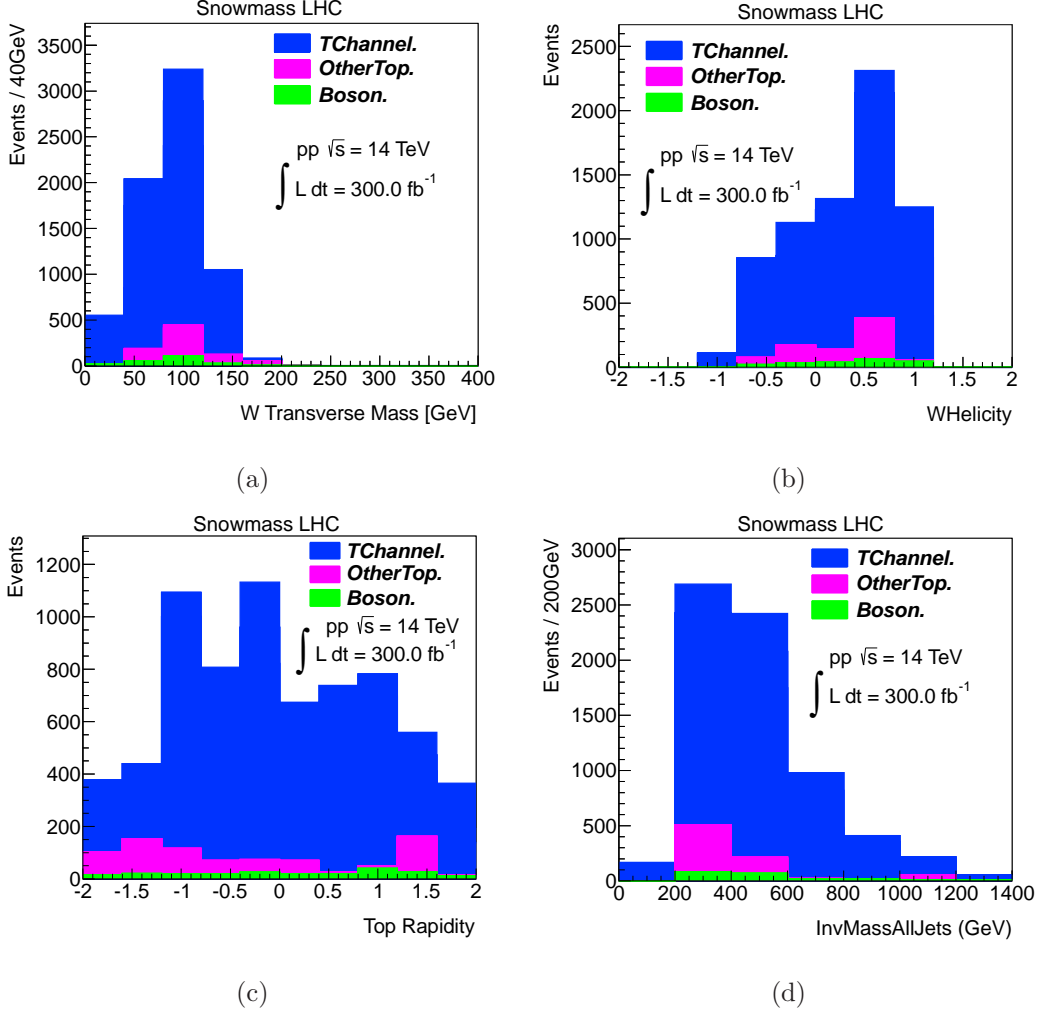 Snowmass LHC
Events / 40GeV
3500
3000
2500
2000
1500
1000
500
0
TChannel.
OtherTop.
Boson.
pp √s = 14 TeV
∫ L dt = 300.0 fb⁻¹
0 50 100 150 200 250 300 350 400
W Transverse Mass [GeV]
(a)
Snowmass LHC
Events
2500
2000
1500
1000
500
0
TChannel.
OtherTop.
Boson.
pp √s = 14 TeV
∫ L dt = 300.0 fb⁻¹
-2 -1.5 -1 -0.5 0 0.5 1 1.5 2
WHelicity
(b)
Snowmass LHC
Events
1200
1000
800
600
400
200
0
TChannel.
OtherTop.
Boson.
pp √s = 14 TeV
∫ L dt = 300.0 fb⁻¹
-2 -1.5 -1 -0.5 0 0.5 1 1.5 2
Top Rapidity
(c)
Snowmass LHC
Events / 200GeV
3000
2500
2000
1500
1000
500
0
TChannel.
OtherTop.
Boson.
pp √s = 14 TeV
∫ L dt = 300.0 fb⁻¹
0 200 400 600 800 1000 1200 1400
InvMassAllJets (GeV)
(d)